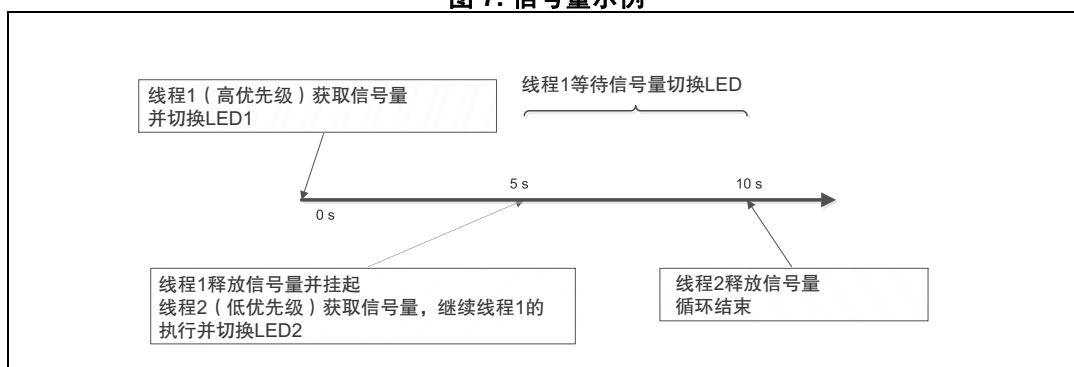 图 7. 信号量示例
线程1等待信号量切换LED
线程1（高优先级）获取信号量
并切换LED1
5 s
10 s
0 s
线程1释放信号量并挂起
线程2（低优先级）获取信号量，继续线程1的
执行并切换LED2
线程2释放信号量
循环结束